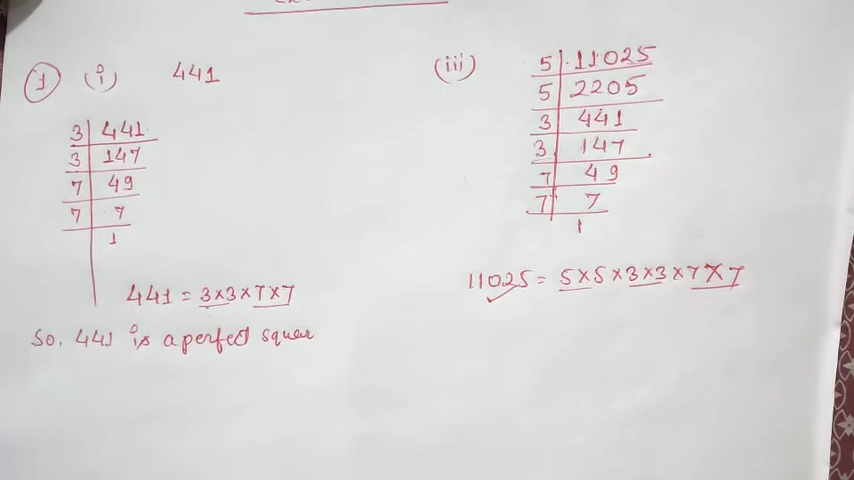 1 (i) 441
3 441
3 147
7 49
7 7
1
441 = 3×3×7×7
So. 441 is a perfect squer
(iii)
5 11025
5 2205
3 441
3 147
7 49
7 7
1
11025 = 5×5×3×3×7×7